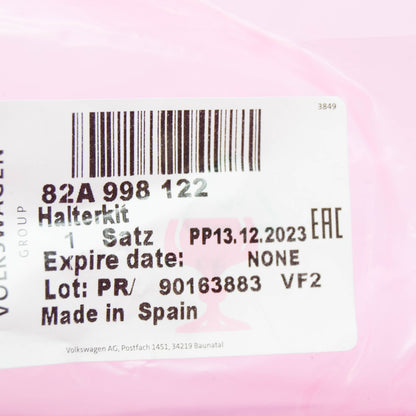 3849
82A 998 122
Halterkit
1 Satz PP13.12.2023 EAC
Expire date: NONE
Lot: PR/ 90163883 VF2
Made in Spain
Volkswagen AG, Postfach 1451, 34219 Baunatal
VOLKSWAGEN
GROUP